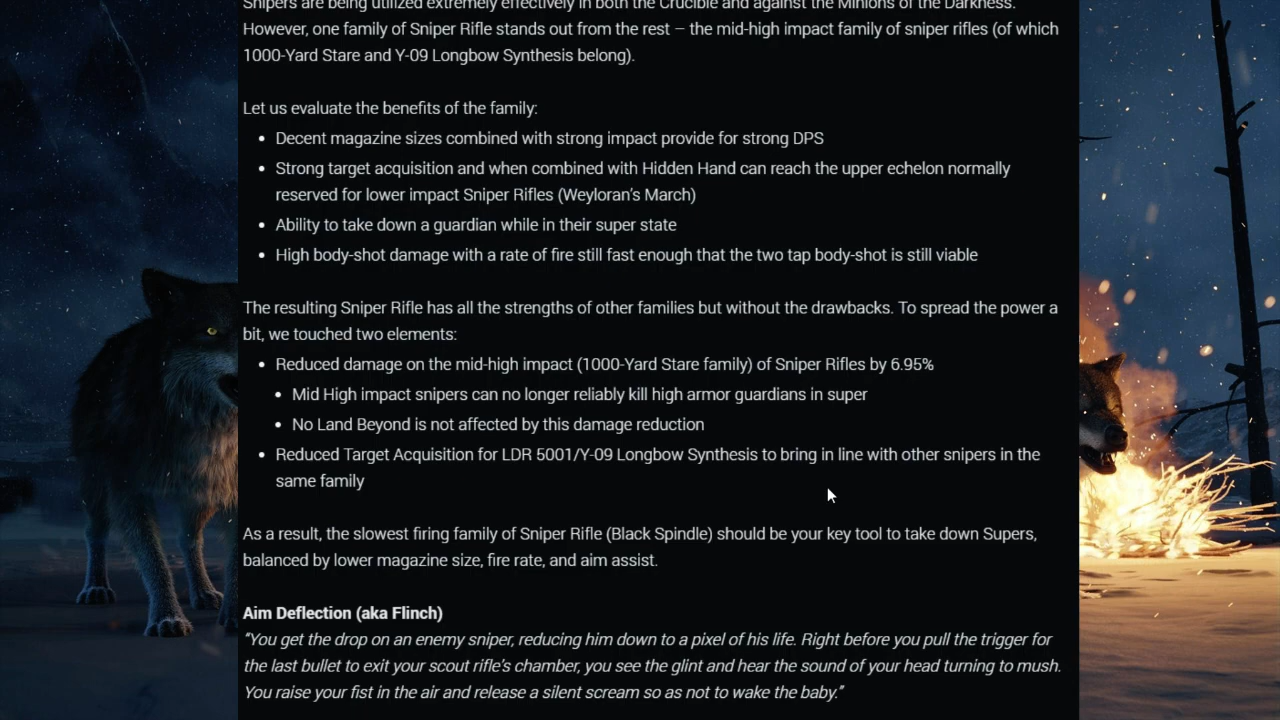 Snipers are being utilized extremely effectively in both the Crucible and against the Minions of the Darkness.
However, one family of Sniper Rifle stands out from the rest – the mid-high impact family of sniper rifles (of which
1000-Yard Stare and Y-09 Longbow Synthesis belong).
Let us evaluate the benefits of the family:
• Decent magazine sizes combined with strong impact provide for strong DPS
• Strong target acquisition and when combined with Hidden Hand can reach the upper echelon normally
reserved for lower impact Sniper Rifles (Weyloran's March)
• Ability to take down a guardian while in their super state
• High body-shot damage with a rate of fire still fast enough that the two tap body-shot is still viable
The resulting Sniper Rifle has all the strengths of other families but without the drawbacks. To spread the power a
bit, we touched two elements:
• Reduced damage on the mid-high impact (1000-Yard Stare family) of Sniper Rifles by 6.95%
• Mid High impact snipers can no longer reliably kill high armor guardians in super
• No Land Beyond is not affected by this damage reduction
• Reduced Target Acquisition for LDR 5001/Y-09 Longbow Synthesis to bring in line with other snipers in the
same family
As a result, the slowest firing family of Sniper Rifle (Black Spindle) should be your key tool to take down Supers,
balanced by lower magazine size, fire rate, and aim assist.
Aim Deflection (aka Flinch)
“You get the drop on an enemy sniper, reducing him down to a pixel of his life. Right before you pull the trigger for
the last bullet to exit your scout rifle's chamber, you see the glint and hear the sound of your head turning to mush.
You raise your fist in the air and release a silent scream so as not to wake the baby.”